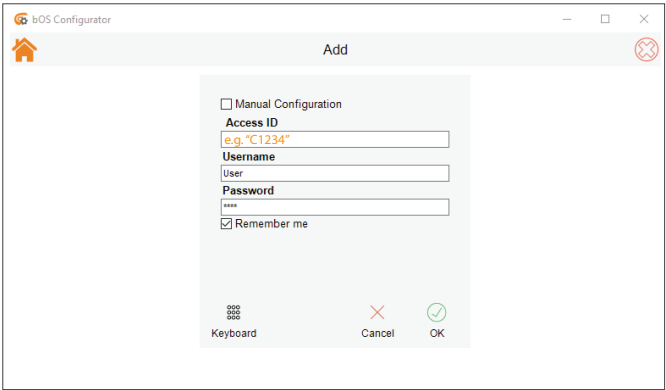 bOS Configurator
Add
Manual Configuration
Access ID
e.g. "C1234"
Username
User
Password
****
Remember me
Keyboard Cancel OK